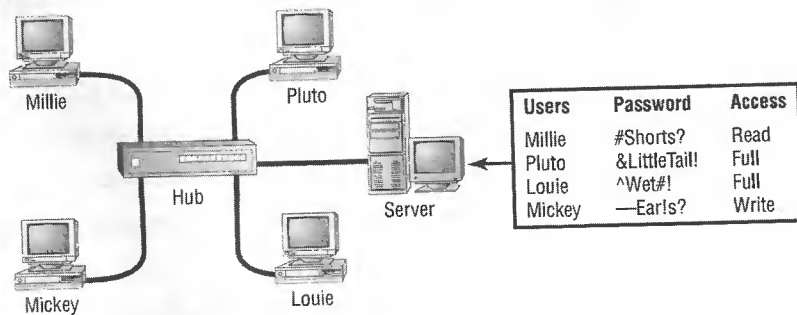 Millie
Pluto
Hub
Server
Mickey
Louie
Users Password Access
Millie #Shorts? Read
Pluto &LittleTail! Full
Louie ^Wet#! Full
Mickey —Ear!s? Write